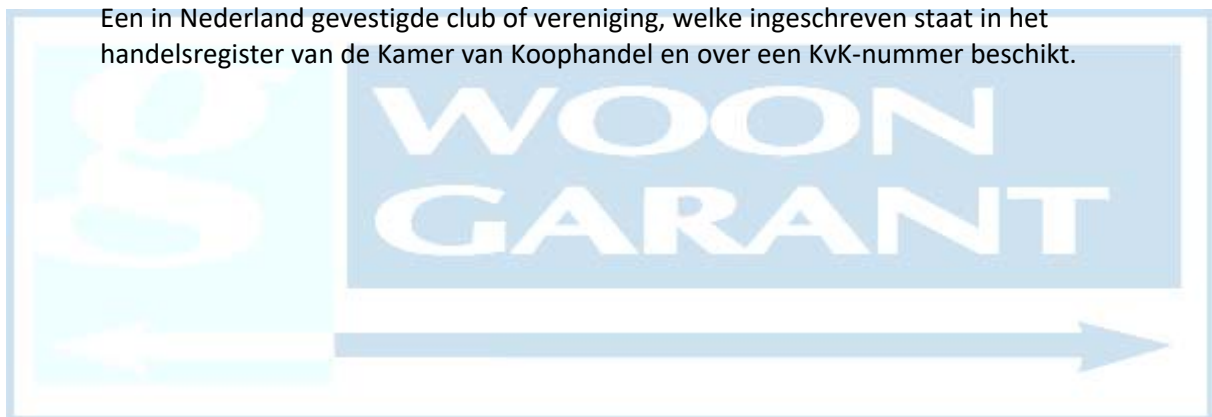 Een in Nederland gevestigde club of vereniging, welke ingeschreven staat in het
handelsregister van de Kamer van Koophandel en over een KvK-nummer beschikt.
g
WOON
GARANT